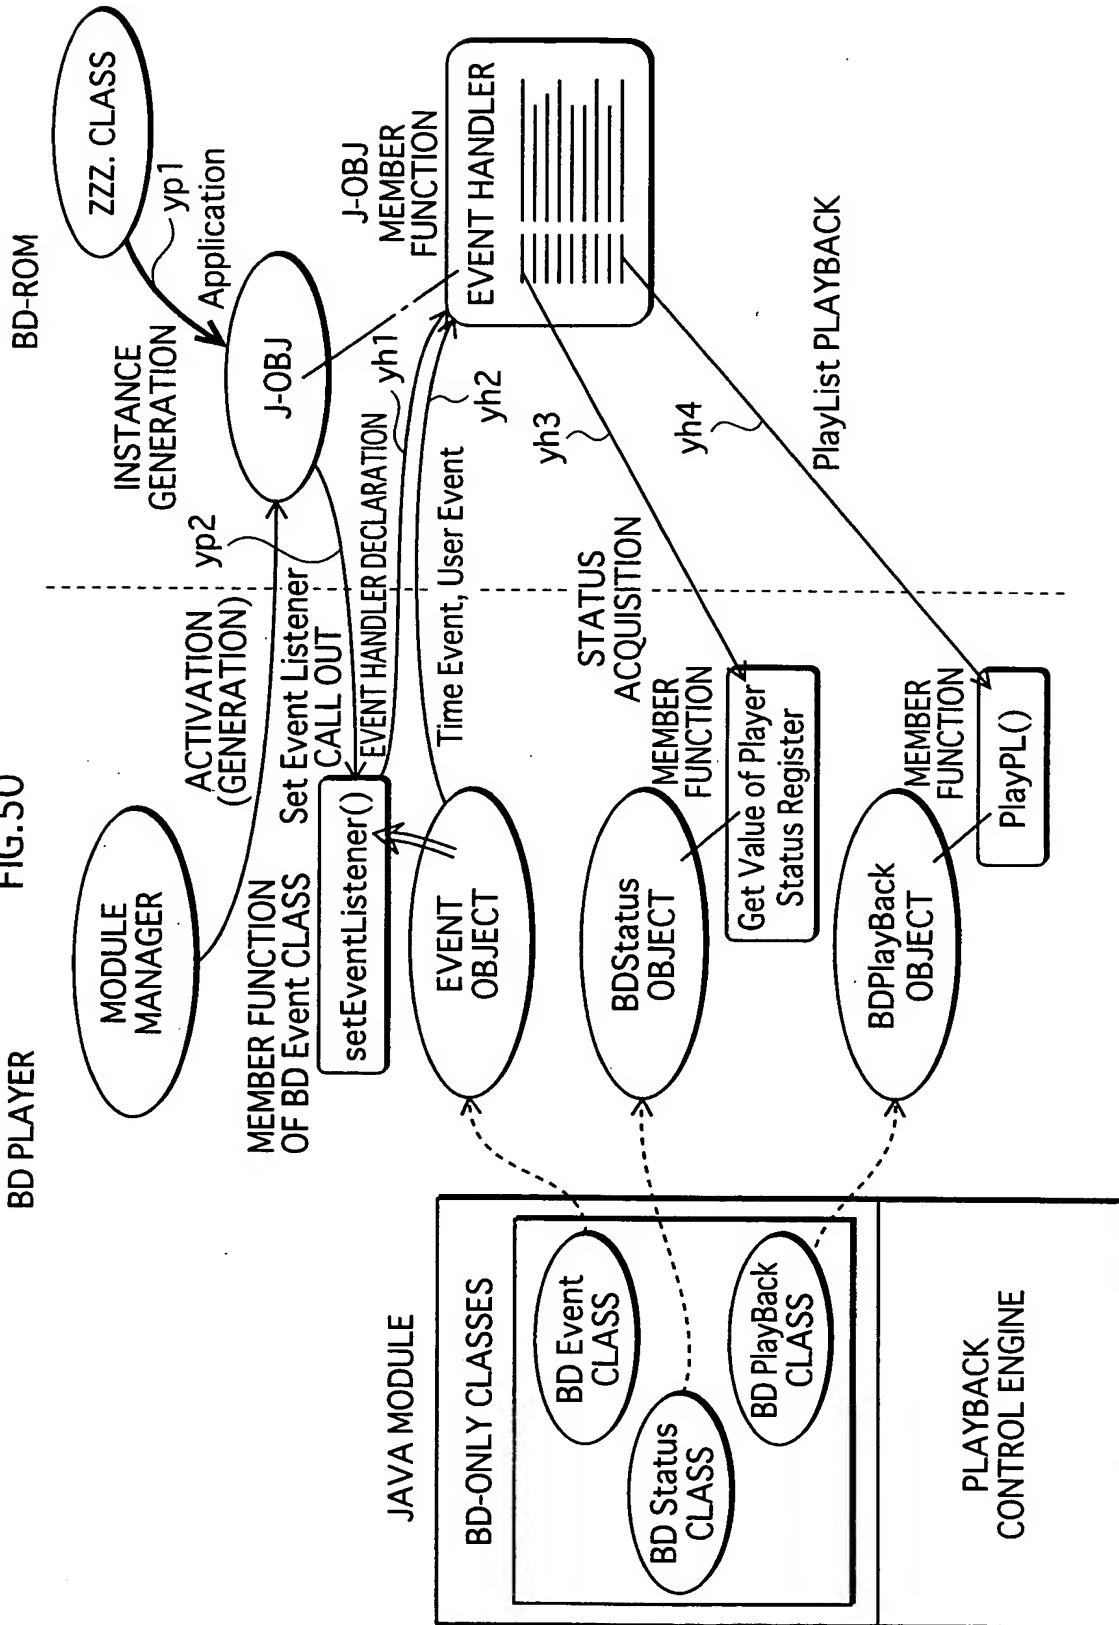 FIG.50
BD PLAYER
BD-ROM
MODULE
MANAGER
ACTIVATION
(GENERATION)
INSTANCE
GENERATION
ZZZ. CLASS
yp1
Application
J-OBJ
yp2
Set Event Listener
CALL OUT
MEMBER FUNCTION
OF BD Event CLASS
setEventListener()
EVENT HANDLER DECLARATION
yh1
yh2
Time Event, User Event
J-OBJ
MEMBER
FUNCTION
EVENT HANDLER
EVENT
OBJECT
JAVA MODULE
BD-ONLY CLASSES
BD Event
CLASS
BD Status
CLASS
BD PlayBack
CLASS
PLAYBACK
CONTROL ENGINE
BDStatus
OBJECT
MEMBER
FUNCTION
Get Value of Player
Status Register
STATUS
ACQUISITION
yh3
BDPlayBack
OBJECT
MEMBER
FUNCTION
PlayPL()
yh4
PlayList PLAYBACK